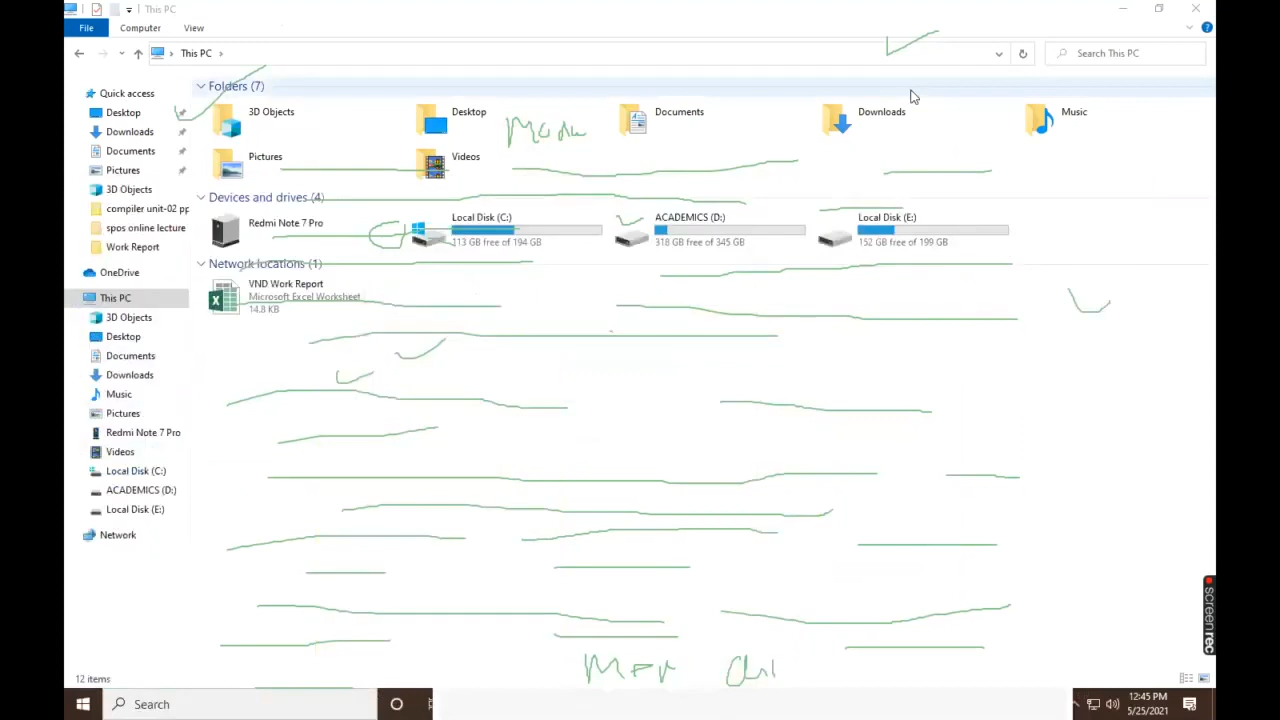 This PC
File Computer View
This PC
Search This PC
Quick access
Desktop
Downloads
Documents
Pictures
3D Objects
compiler unit-02 pp
spos online lecture
Work Report
OneDrive
This PC
3D Objects
Desktop
Documents
Downloads
Music
Pictures
Redmi Note 7 Pro
Videos
Local Disk (C:)
ACADEMICS (D:)
Local Disk (E:)
Network
Folders (7)
3D Objects
Desktop
Documents
Downloads
Music
Pictures
Videos
Devices and drives (4)
Redmi Note 7 Pro
Local Disk (C:)
113 GB free of 194 GB
ACADEMICS (D:)
318 GB free of 345 GB
Local Disk (E:)
152 GB free of 199 GB
Network locations (1)
VND Work Report
Microsoft Excel Worksheet
14.8 KB
screenrec
12 items
Search
12:45 PM
5/25/2021